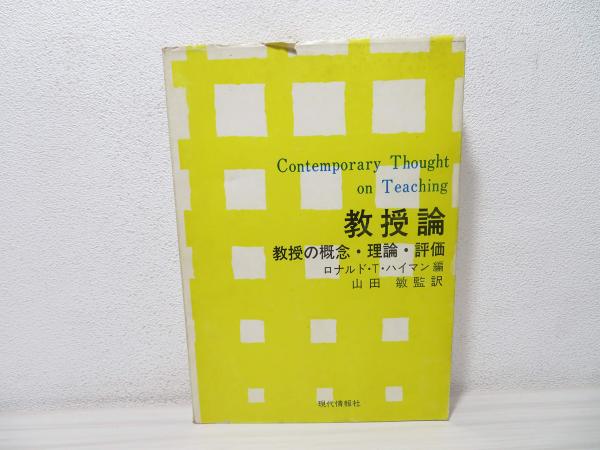 Contemporary Thought
on Teaching
教授論
教授の概念・理論・評価
ロナルド・T・ハイマン 編
山田 敏 監訳
現代情報社